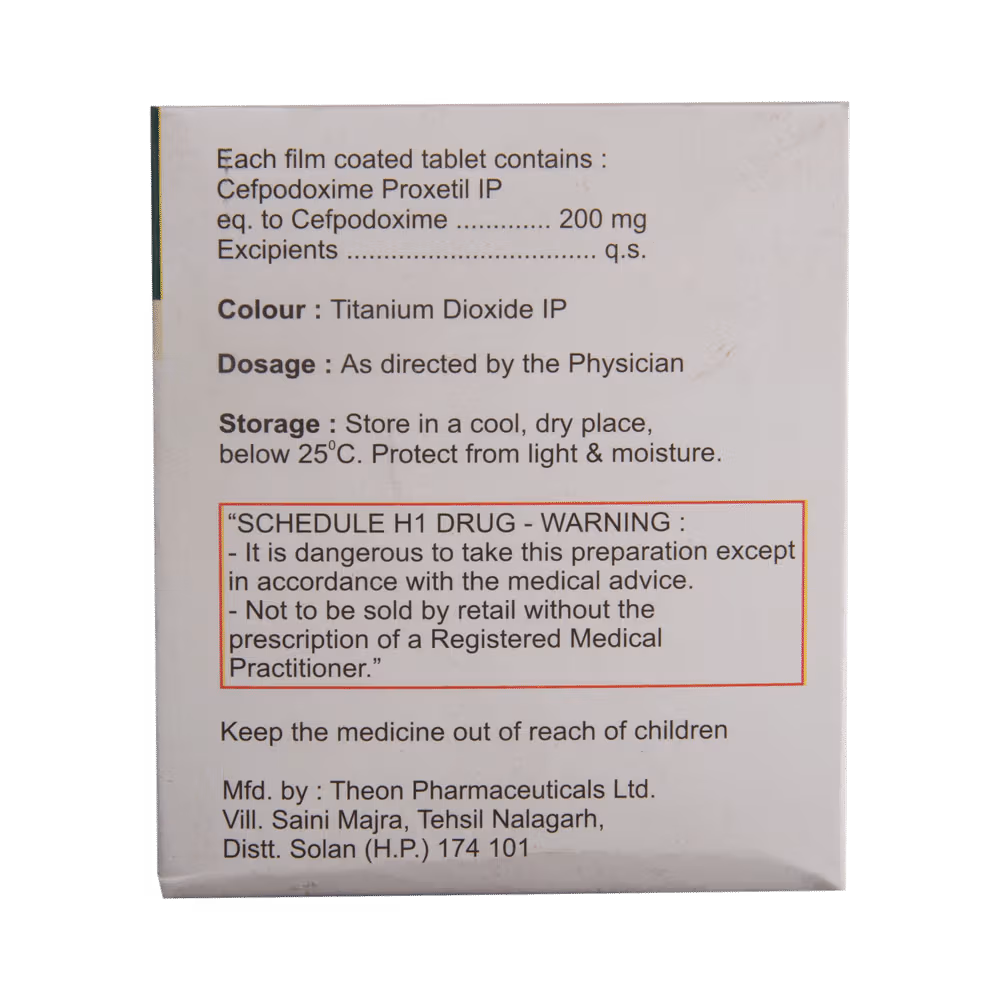 Each film coated tablet contains :
Cefpodoxime Proxetil IP
eq. to Cefpodoxime ............. 200 mg
Excipients .................................. q.s.
Colour : Titanium Dioxide IP
Dosage : As directed by the Physician
Storage : Store in a cool, dry place,
below 25⁰C. Protect from light & moisture.
“SCHEDULE H1 DRUG - WARNING :
- It is dangerous to take this preparation except
in accordance with the medical advice.
- Not to be sold by retail without the
prescription of a Registered Medical
Practitioner.”
Keep the medicine out of reach of children
Mfd. by : Theon Pharmaceuticals Ltd.
Vill. Saini Majra, Tehsil Nalagarh,
Distt. Solan (H.P.) 174 101